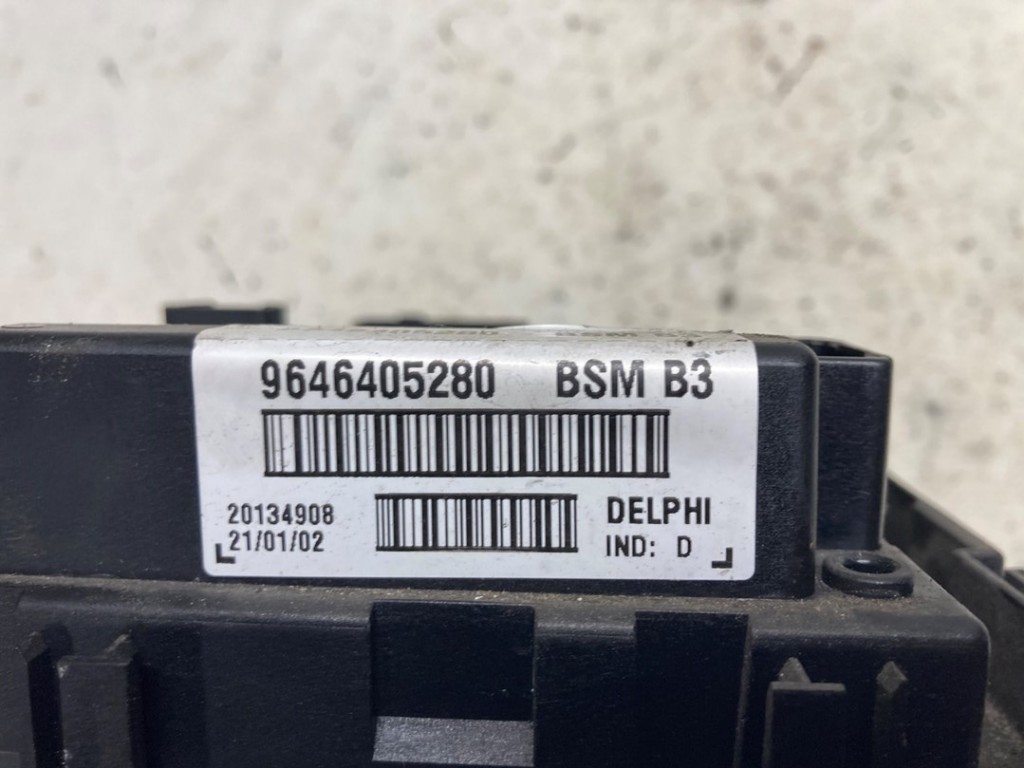 9646405280 BSM B3
20134908 DELPHI
21/01/02 IND: D